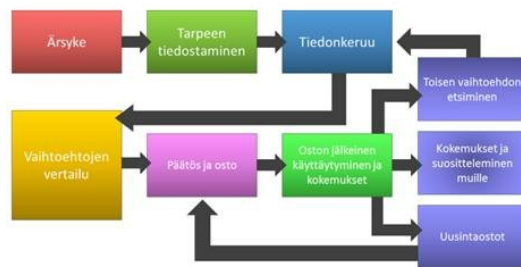 Ärsyke
Tarpeen
tiedostaminen
Tiedonkeruu
Toisen vaihtoehdon
etsiminen
Vaihtoehtojen
vertailu
Päätös ja osto
Oston jälkeinen
käyttäytyminen ja
kokemukset
Kokemukset ja
suositteleminen
muille
Uusintaostot